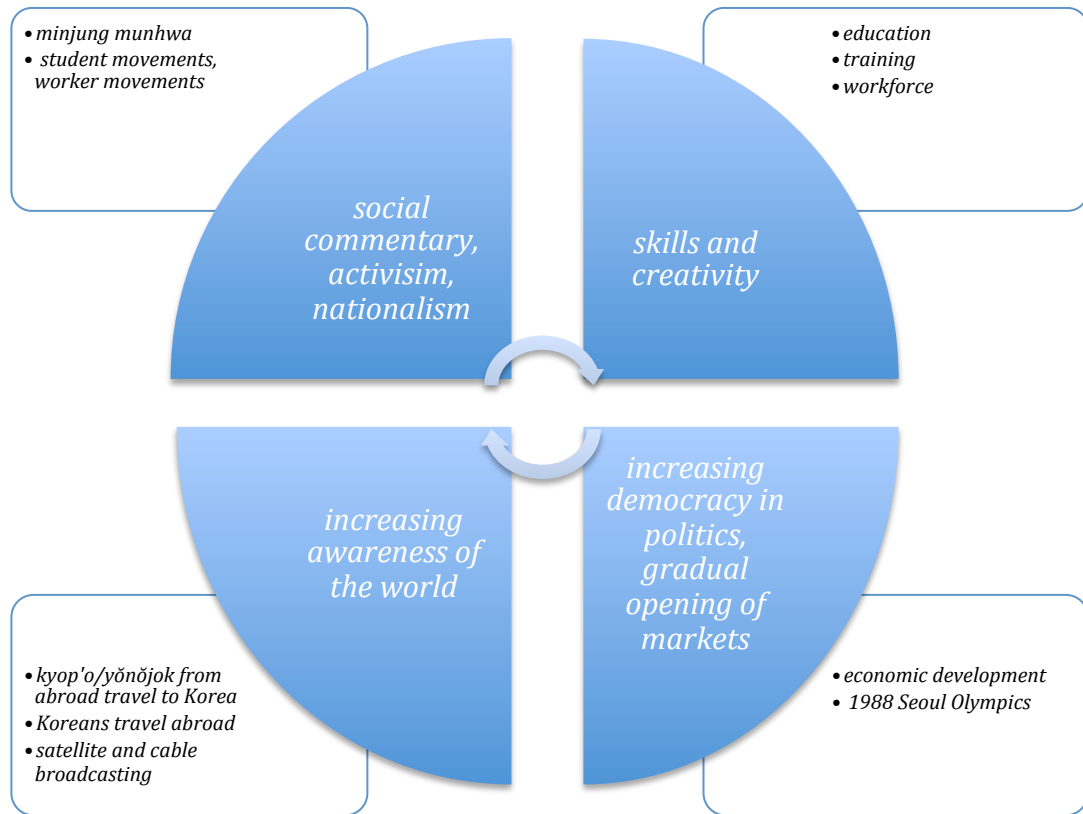 • minjung munhwa
• student movements,
worker movements
• education
• training
• workforce
social
commentary,
activisim,
nationalism
skills and
creativity
increasing
awareness of
the world
increasing
democracy in
politics,
gradual
opening of
markets
• kyop'o/yŏnŏjok from
abroad travel to Korea
• Koreans travel abroad
• satellite and cable
broadcasting
• economic development
• 1988 Seoul Olympics